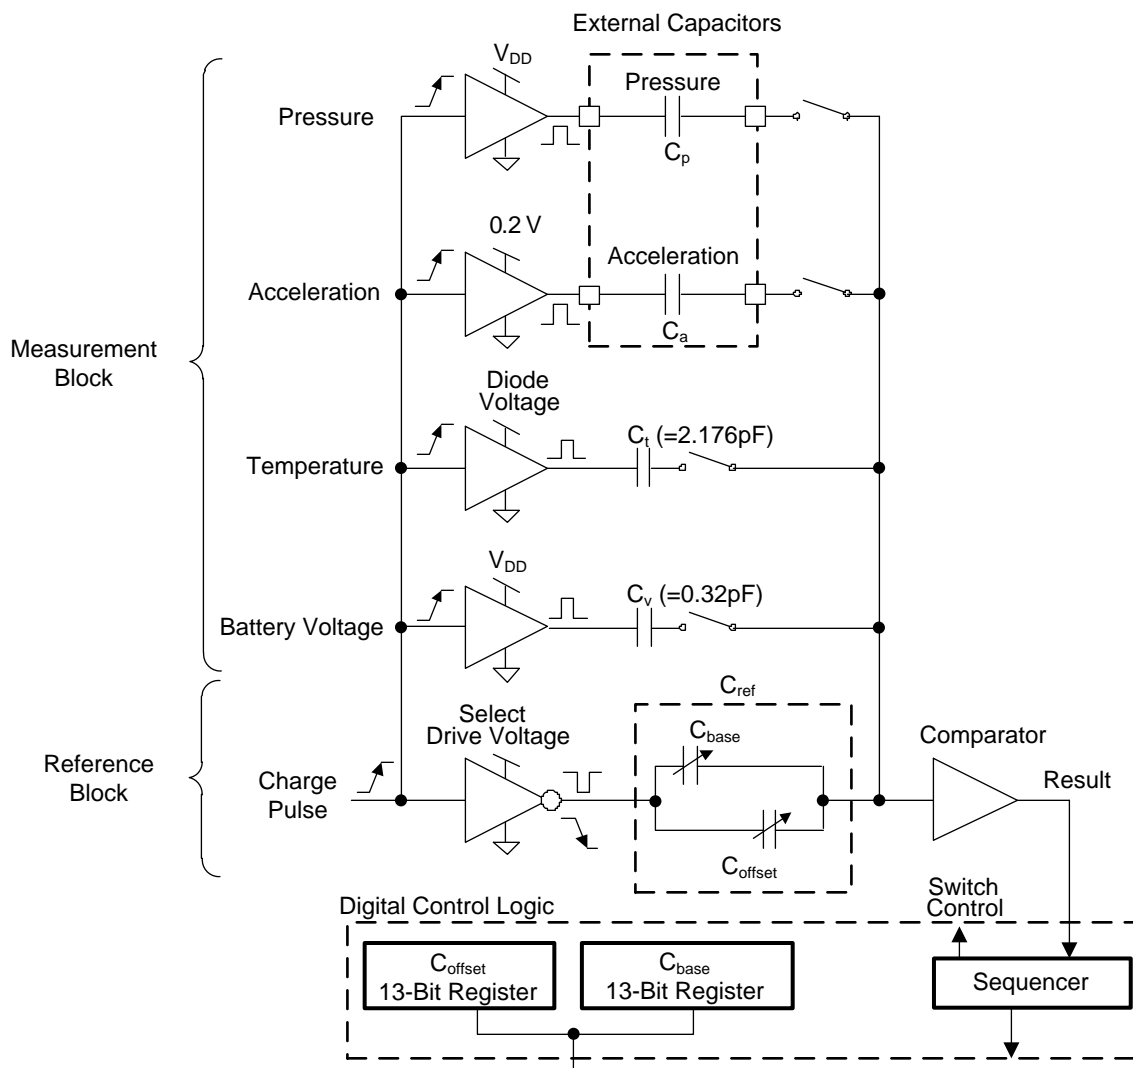 External Capacitors
V_DD
Pressure
Pressure
C_p
0.2 V
Acceleration
Acceleration
C_a
Measurement
Block
Diode
Voltage
C_t (=2.176pF)
Temperature
V_DD
C_v (=0.32pF)
Battery Voltage
C_ref
Select
Drive Voltage
C_base
Comparator
Reference
Block
Charge
Pulse
Result
C_offset
Switch
Control
Digital Control Logic
C_offset
13-Bit Register
C_base
13-Bit Register
Sequencer